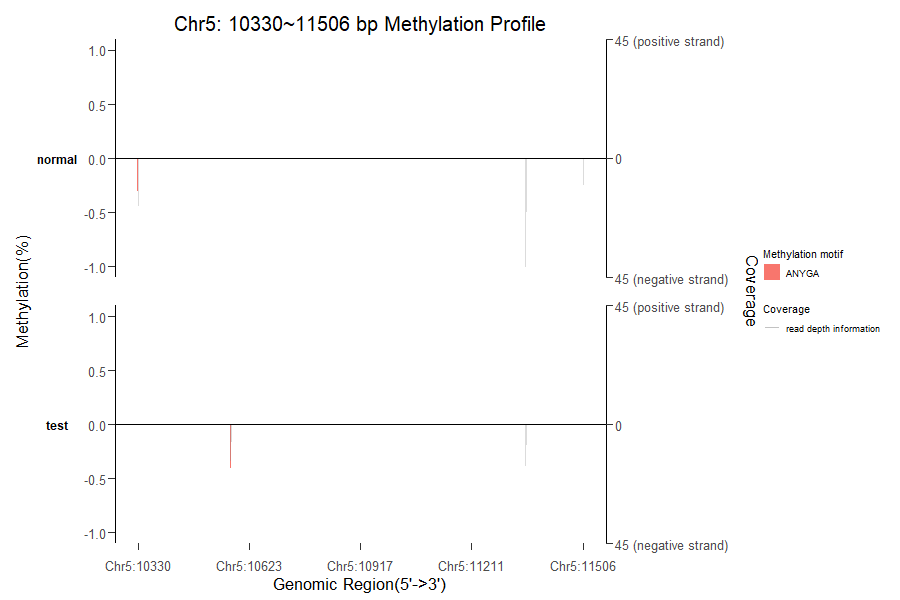 Chr5: 10330~11506 bp Methylation Profile
1.0
0.5
normal 0.0
-0.5
-1.0
45 (positive strand)
0
45 (negative strand)
Methylation(%)
1.0
0.5
test 0.0
-0.5
-1.0
45 (positive strand)
0
45 (negative strand)
Coverage
Methylation motif
ANYGA
Coverage
read depth information
Chr5:10330 Chr5:10623 Chr5:10917 Chr5:11211 Chr5:11506
Genomic Region(5'->3')